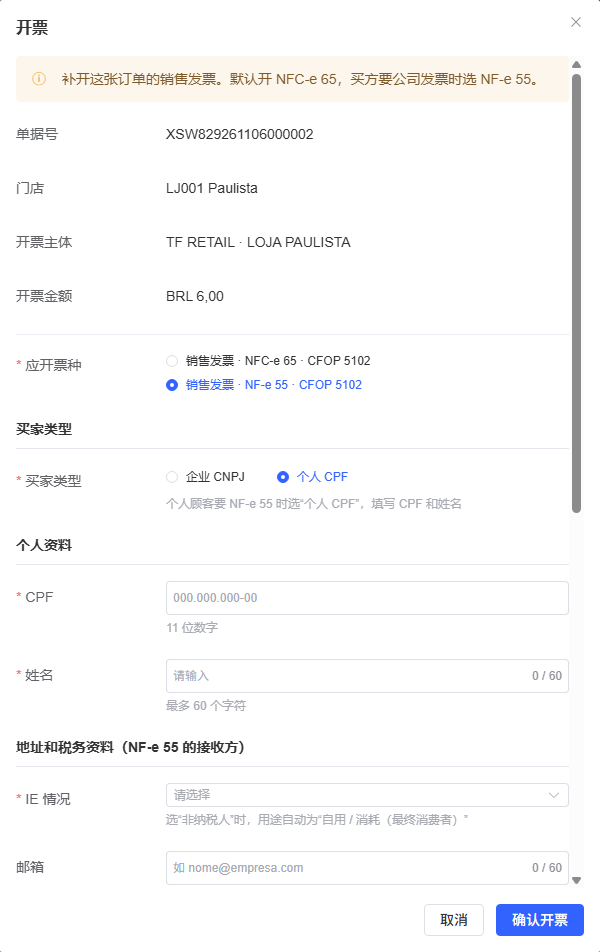 开票
补开这张订单的销售发票。默认开 NFC-e 65，买方要公司发票时选 NF-e 55。
单据号 XSW829261106000002
门店 LJ001 Paulista
开票主体 TF RETAIL · LOJA PAULISTA
开票金额 BRL 6,00
* 应开票种 销售发票 · NFC-e 65 · CFOP 5102
销售发票 · NF-e 55 · CFOP 5102
买家类型
* 买家类型 企业 CNPJ 个人 CPF
个人顾客要 NF-e 55 时选“个人 CPF”，填写 CPF 和姓名
个人资料
* CPF 000.000.000-00
11 位数字
* 姓名 请输入 0 / 60
最多 60 个字符
地址和税务资料（NF-e 55 的接收方）
* IE 情况 请选择
选“非纳税人”时，用途自动为“自用 / 消耗（最终消费者）”
邮箱 如 nome@empresa.com 0 / 60
取消 确认开票